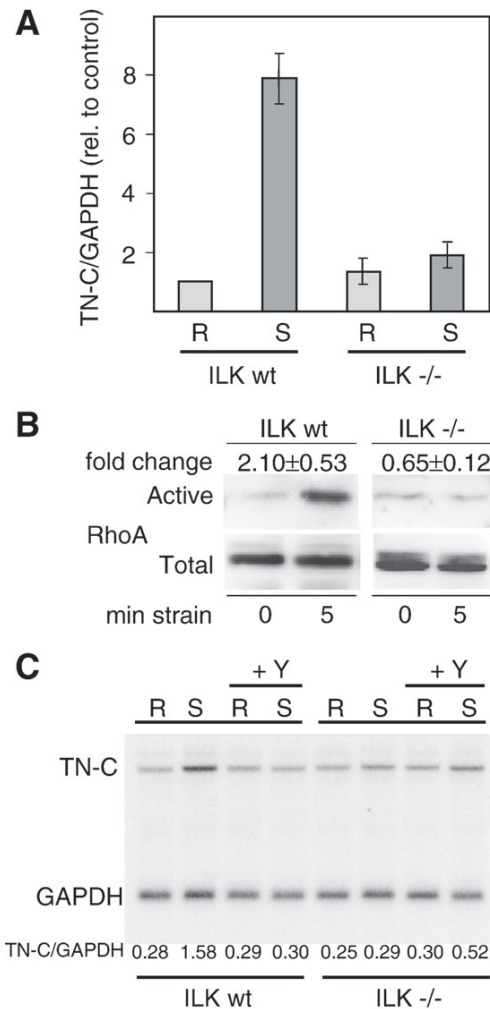 A
TN-C/GAPDH (rel. to control)
8
6
4
2
R S R S
ILK wt ILK -/-
B
ILK wt ILK -/-
fold change 2.10±0.53 0.65±0.12
Active
RhoA
Total
min strain 0 5 0 5
C
+ Y + Y
R S R S R S R S
TN-C
GAPDH
TN-C/GAPDH 0.28 1.58 0.29 0.30 0.25 0.29 0.30 0.52
ILK wt ILK -/-